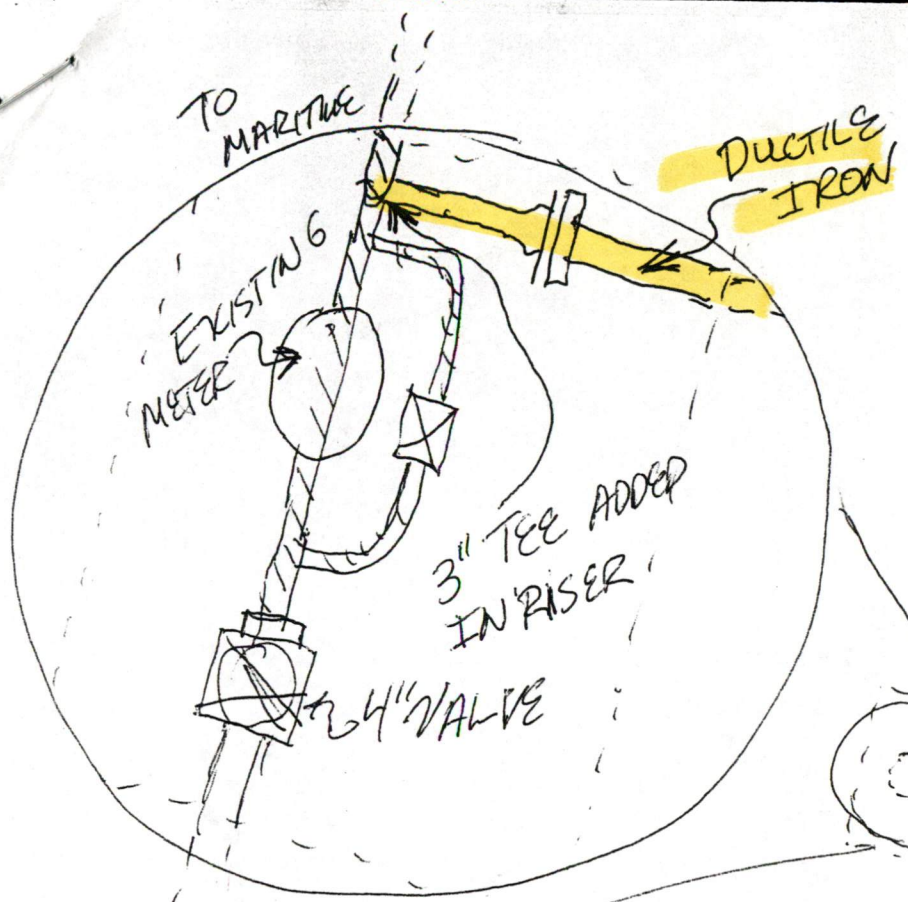 TO
MARITIME
DUCTILE
IRON
EXISTING
METER
3" TEE ADDED
IN RISER
4" VALVE